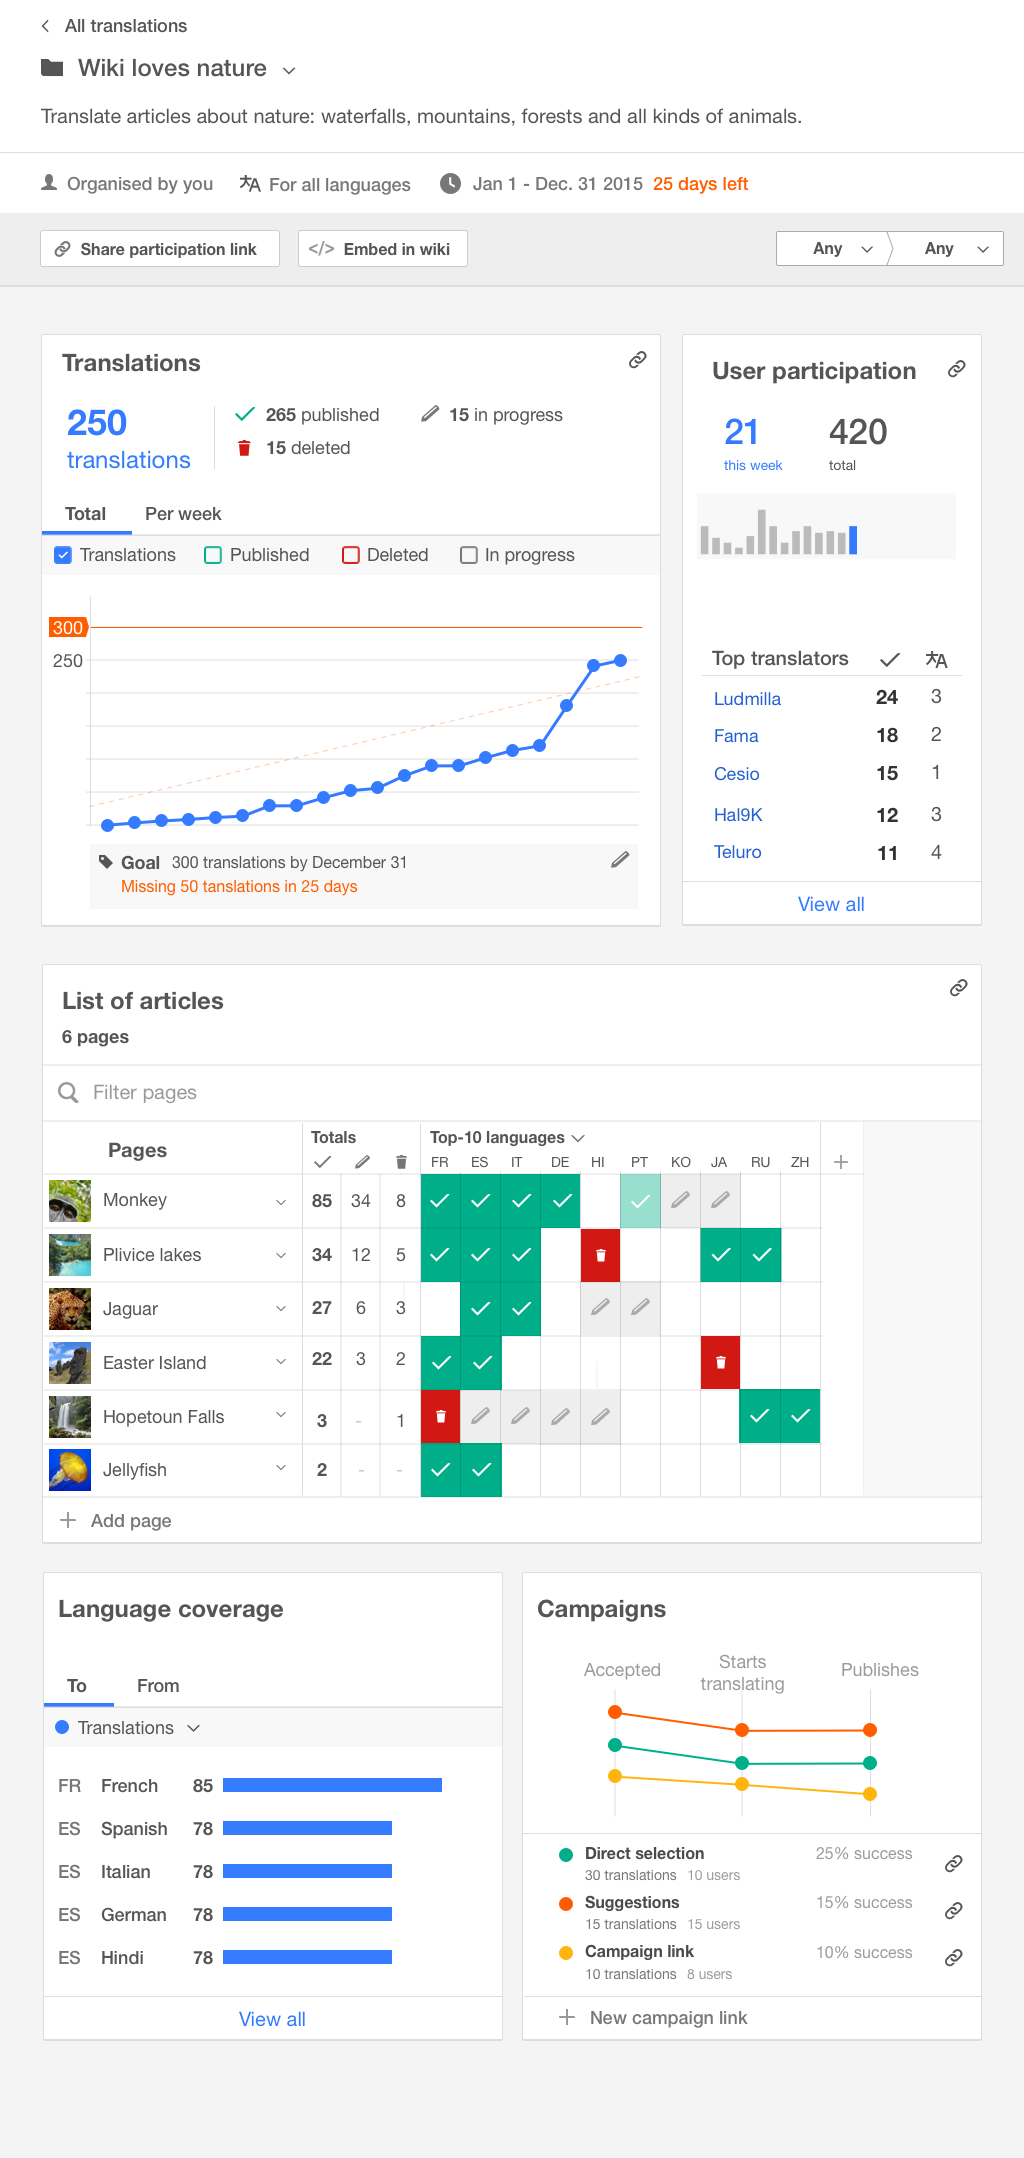 All translations
Wiki loves nature
Translate articles about nature: waterfalls, mountains, forests and all kinds of animals.
Organised by you For all languages Jan 1 - Dec. 31 2015 25 days left
Share participation link </> Embed in wiki Any Any
Translations
250
translations
265 published 15 in progress
15 deleted
Total Per week
Translations Published Deleted In progress
300
250
Goal 300 translations by December 31
Missing 50 tanslations in 25 days
User participation
21 420
this week total
Top translators
Ludmilla 24 3
Fama 18 2
Cesio 15 1
Hal9K 12 3
Teluro 11 4
View all
List of articles
6 pages
Filter pages
Pages Totals Top-10 languages
FR ES IT DE HI PT KO JA RU ZH
Monkey 85 34 8
Plivice lakes 34 12 5
Jaguar 27 6 3
Easter Island 22 3 2
Hopetoun Falls 3 - 1
Jellyfish 2 - -
Add page
Language coverage
To From
Translations
FR French 85
ES Spanish 78
ES Italian 78
ES German 78
ES Hindi 78
View all
Campaigns
Accepted Starts translating Publishes
Direct selection 25% success
30 translations 10 users
Suggestions 15% success
15 translations 15 users
Campaign link 10% success
10 translations 8 users
New campaign link